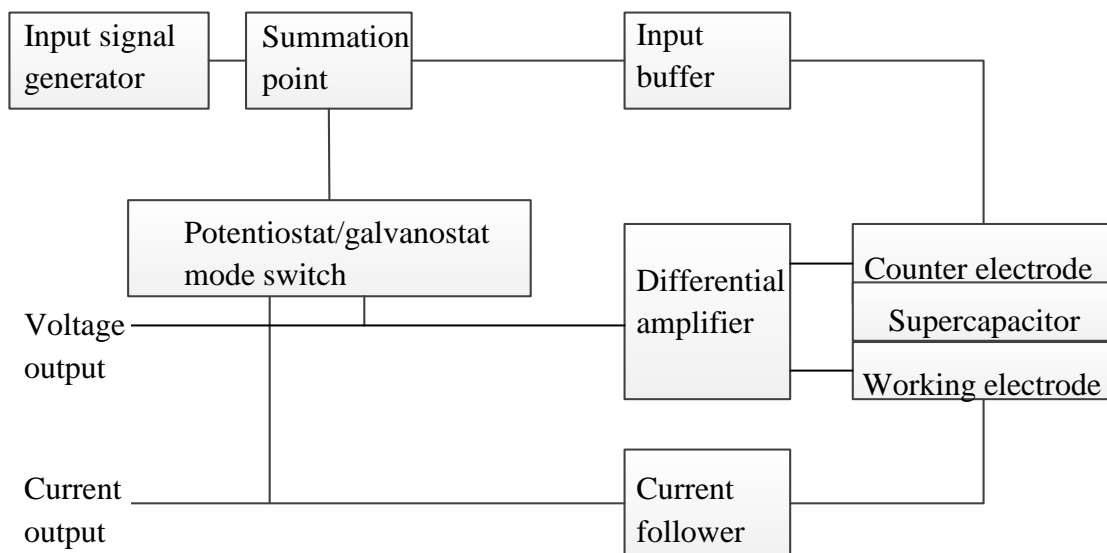 Input signal
generator
Summation
point
Input
buffer
Potentiostat/galvanostat
mode switch
Differential
amplifier
Counter electrode
Supercapacitor
Working electrode
Voltage
output
Current
output
Current
follower